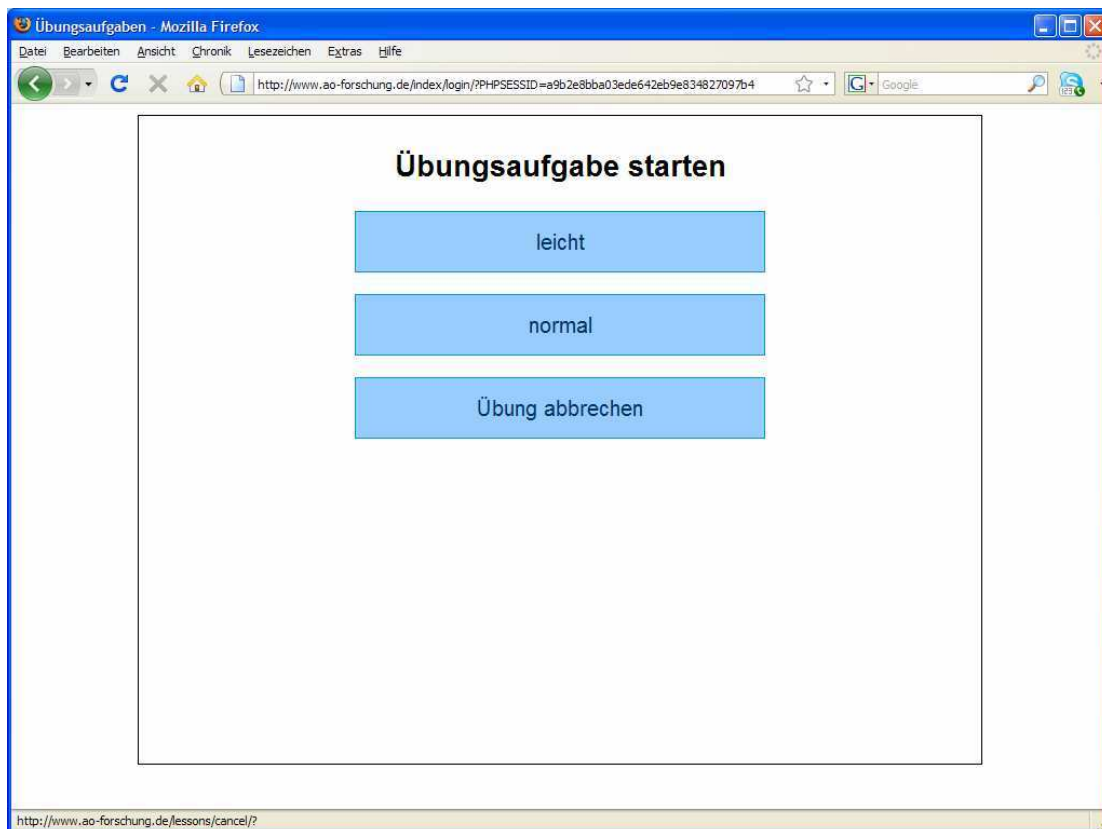 Übungsaufgaben - Mozilla Firefox
Datei Bearbeiten Ansicht Chronik Lesezeichen Extras Hilfe
http://www.ao-forschung.de/index/login/?PHPSESSID=a9b2e8bba03ede642eb9e834827097b4 G Google 123
Übungsaufgabe starten
leicht
normal
Übung abbrechen
http://www.ao-forschung.de/lessons/cancel/?